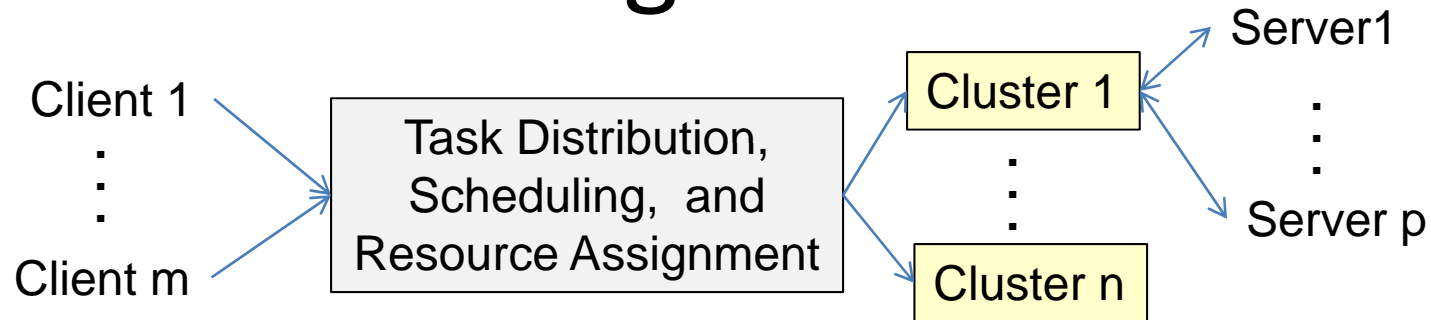 g
Client 1
.
.
.
Client m
Task Distribution,
Scheduling, and
Resource Assignment
Cluster 1
.
.
.
Cluster n
Server1
.
.
.
Server p